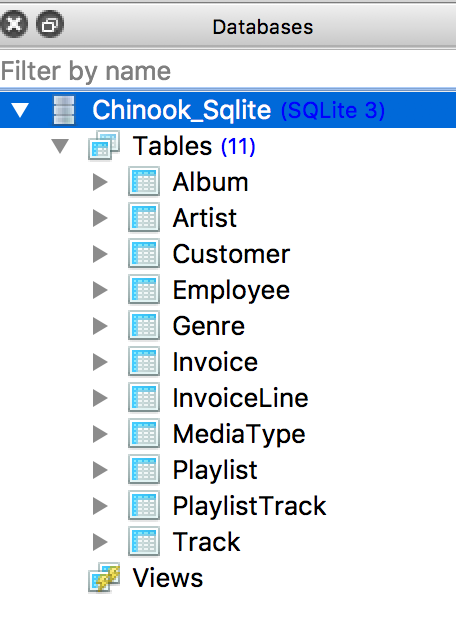 Databases
Filter by name
Chinook_Sqlite (SQLite 3)
Tables (11)
Album
Artist
Customer
Employee
Genre
Invoice
InvoiceLine
MediaType
Playlist
PlaylistTrack
Track
Views